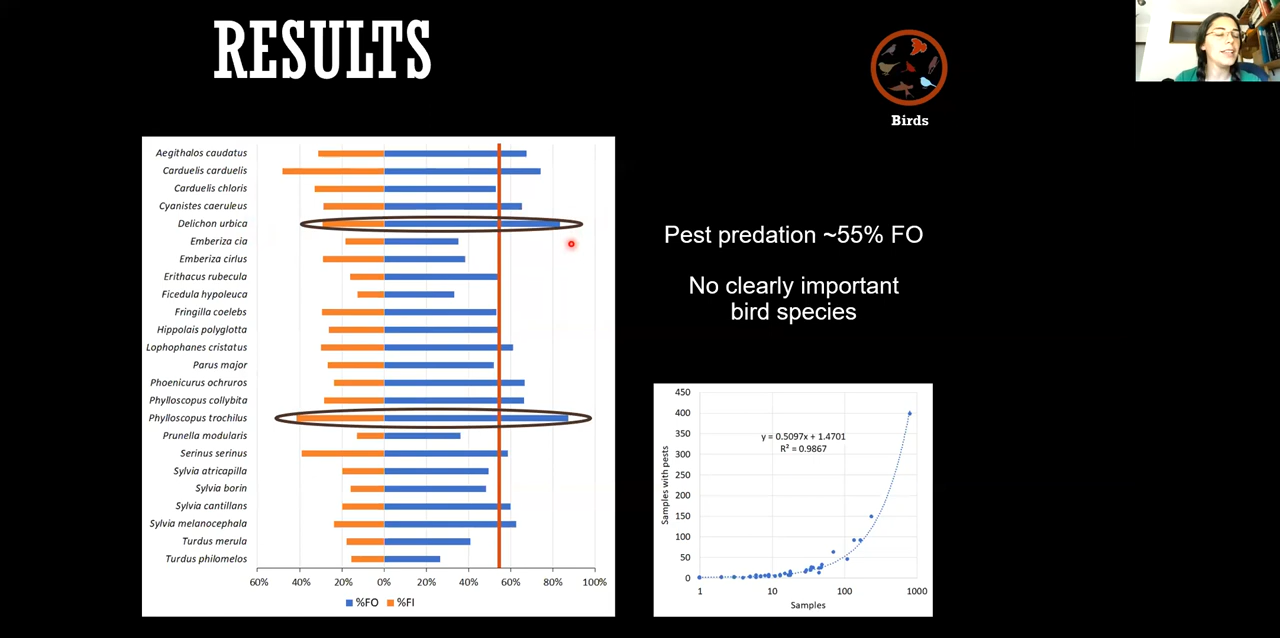 RESULTS
Birds
Aegithalos caudatus
Carduelis carduelis
Carduelis chloris
Cyanistes caeruleus
Delichon urbica
Emberiza cia
Emberiza cirlus
Erithacus rubecula
Ficedula hypoleuca
Fringilla coelebs
Hippolais polyglotta
Lophophanes cristatus
Parus major
Phoenicurus ochruros
Phylloscopus collybita
Phylloscopus trochilus
Prunella modularis
Serinus serinus
Sylvia atricapilla
Sylvia borin
Sylvia cantillans
Sylvia melanocephala
Turdus merula
Turdus philomelos
60% 40% 20% 0% 20% 40% 60% 80% 100%
%FO %FI
Pest predation ~55% FO
No clearly important
bird species
450
400
350
300
250
200
150
100
50
0
Samples with pests
y = 0.5097x + 1.4701
R² = 0.9867
1 10 100 1000
Samples